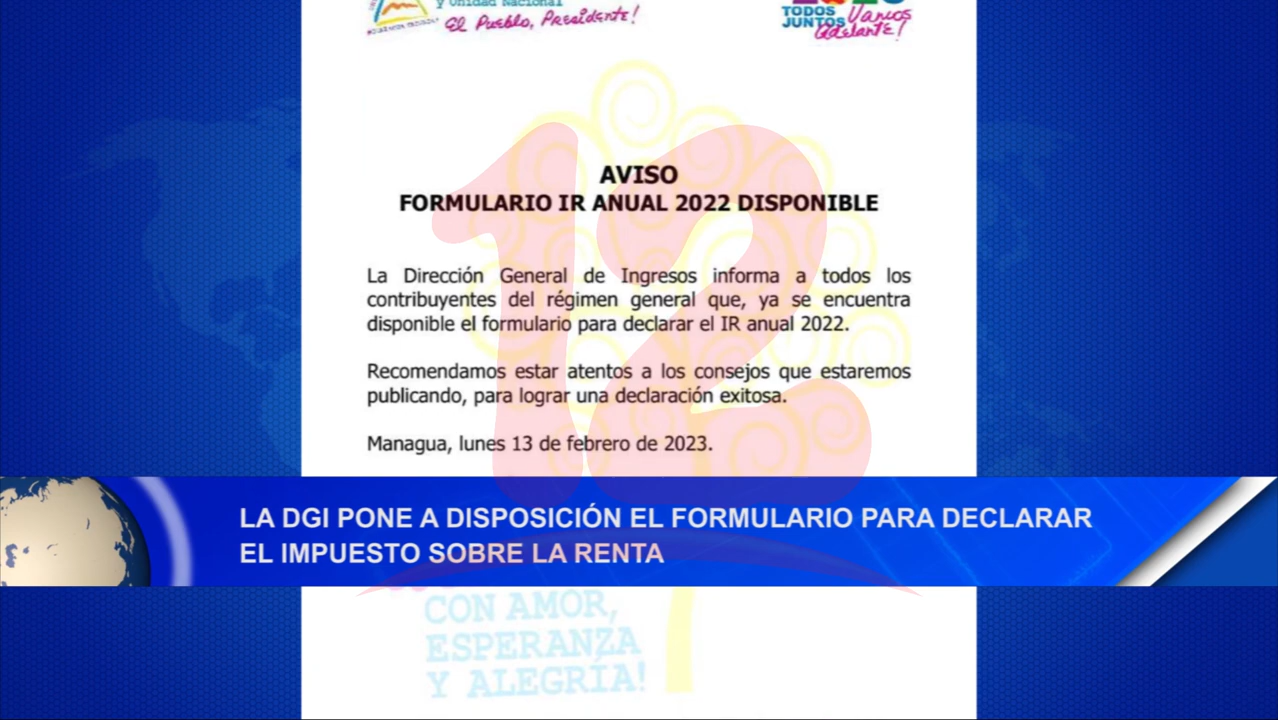 y Unidad Nacional
El Pueblo, Presidente!
TODOS
JUNTOS Vamos
adelante!
12
AVISO
FORMULARIO IR ANUAL 2022 DISPONIBLE
La Dirección General de Ingresos informa a todos los
contribuyentes del régimen general que, ya se encuentra
disponible el formulario para declarar el IR anual 2022.
Recomendamos estar atentos a los consejos que estaremos
publicando, para lograr una declaración exitosa.
Managua, lunes 13 de febrero de 2023.
LA DGI PONE A DISPOSICIÓN EL FORMULARIO PARA DECLARAR
EL IMPUESTO SOBRE LA RENTA
CON AMOR,
ESPERANZA
Y ALEGRÍA!